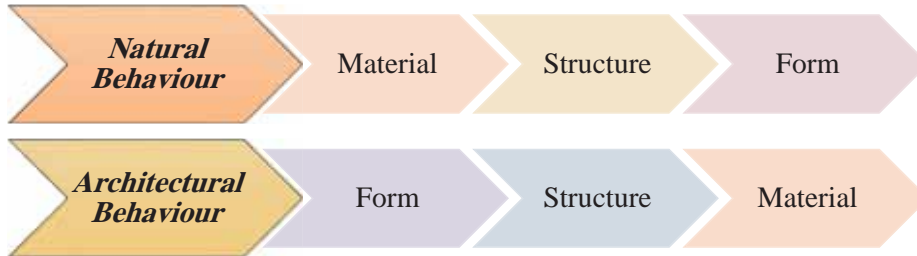 Natural
Behaviour
Material
Structure
Form
Architectural
Behaviour
Form
Structure
Material